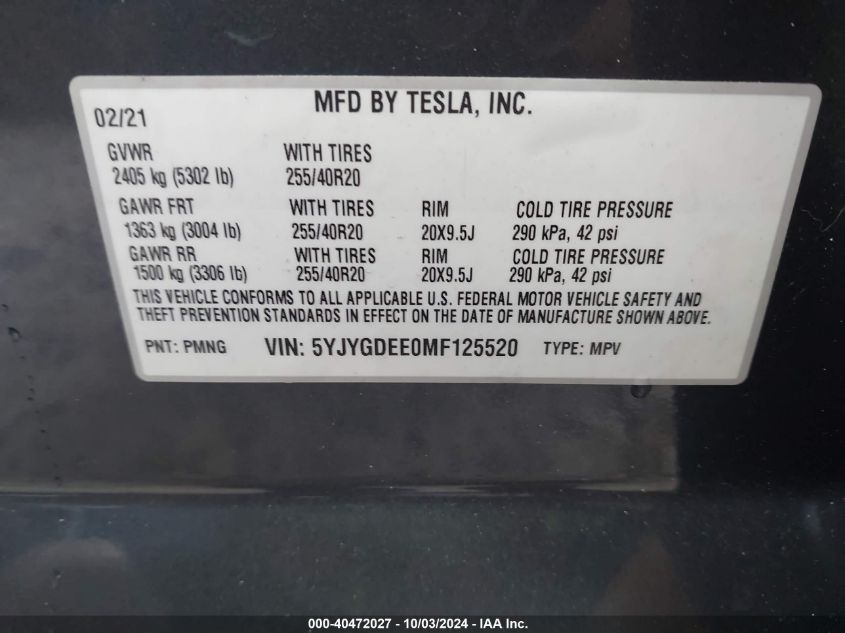 MFD BY TESLA, INC.
02/21
GVWR WITH TIRES
2405 kg (5302 lb) 255/40R20
GAWR FRT WITH TIRES RIM COLD TIRE PRESSURE
1363 kg (3004 lb) 255/40R20 20X9.5J 290 kPa, 42 psi
GAWR RR WITH TIRES RIM COLD TIRE PRESSURE
1500 kg (3306 lb) 255/40R20 20X9.5J 290 kPa, 42 psi
THIS VEHICLE CONFORMS TO ALL APPLICABLE U.S. FEDERAL MOTOR VEHICLE SAFETY AND
THEFT PREVENTION STANDARDS IN EFFECT ON THE DATE OF MANUFACTURE SHOWN ABOVE.
PNT: PMNG VIN: 5YJYGDEE0MF125520 TYPE: MPV
000-40472027 - 10/03/2024 - IAA Inc.